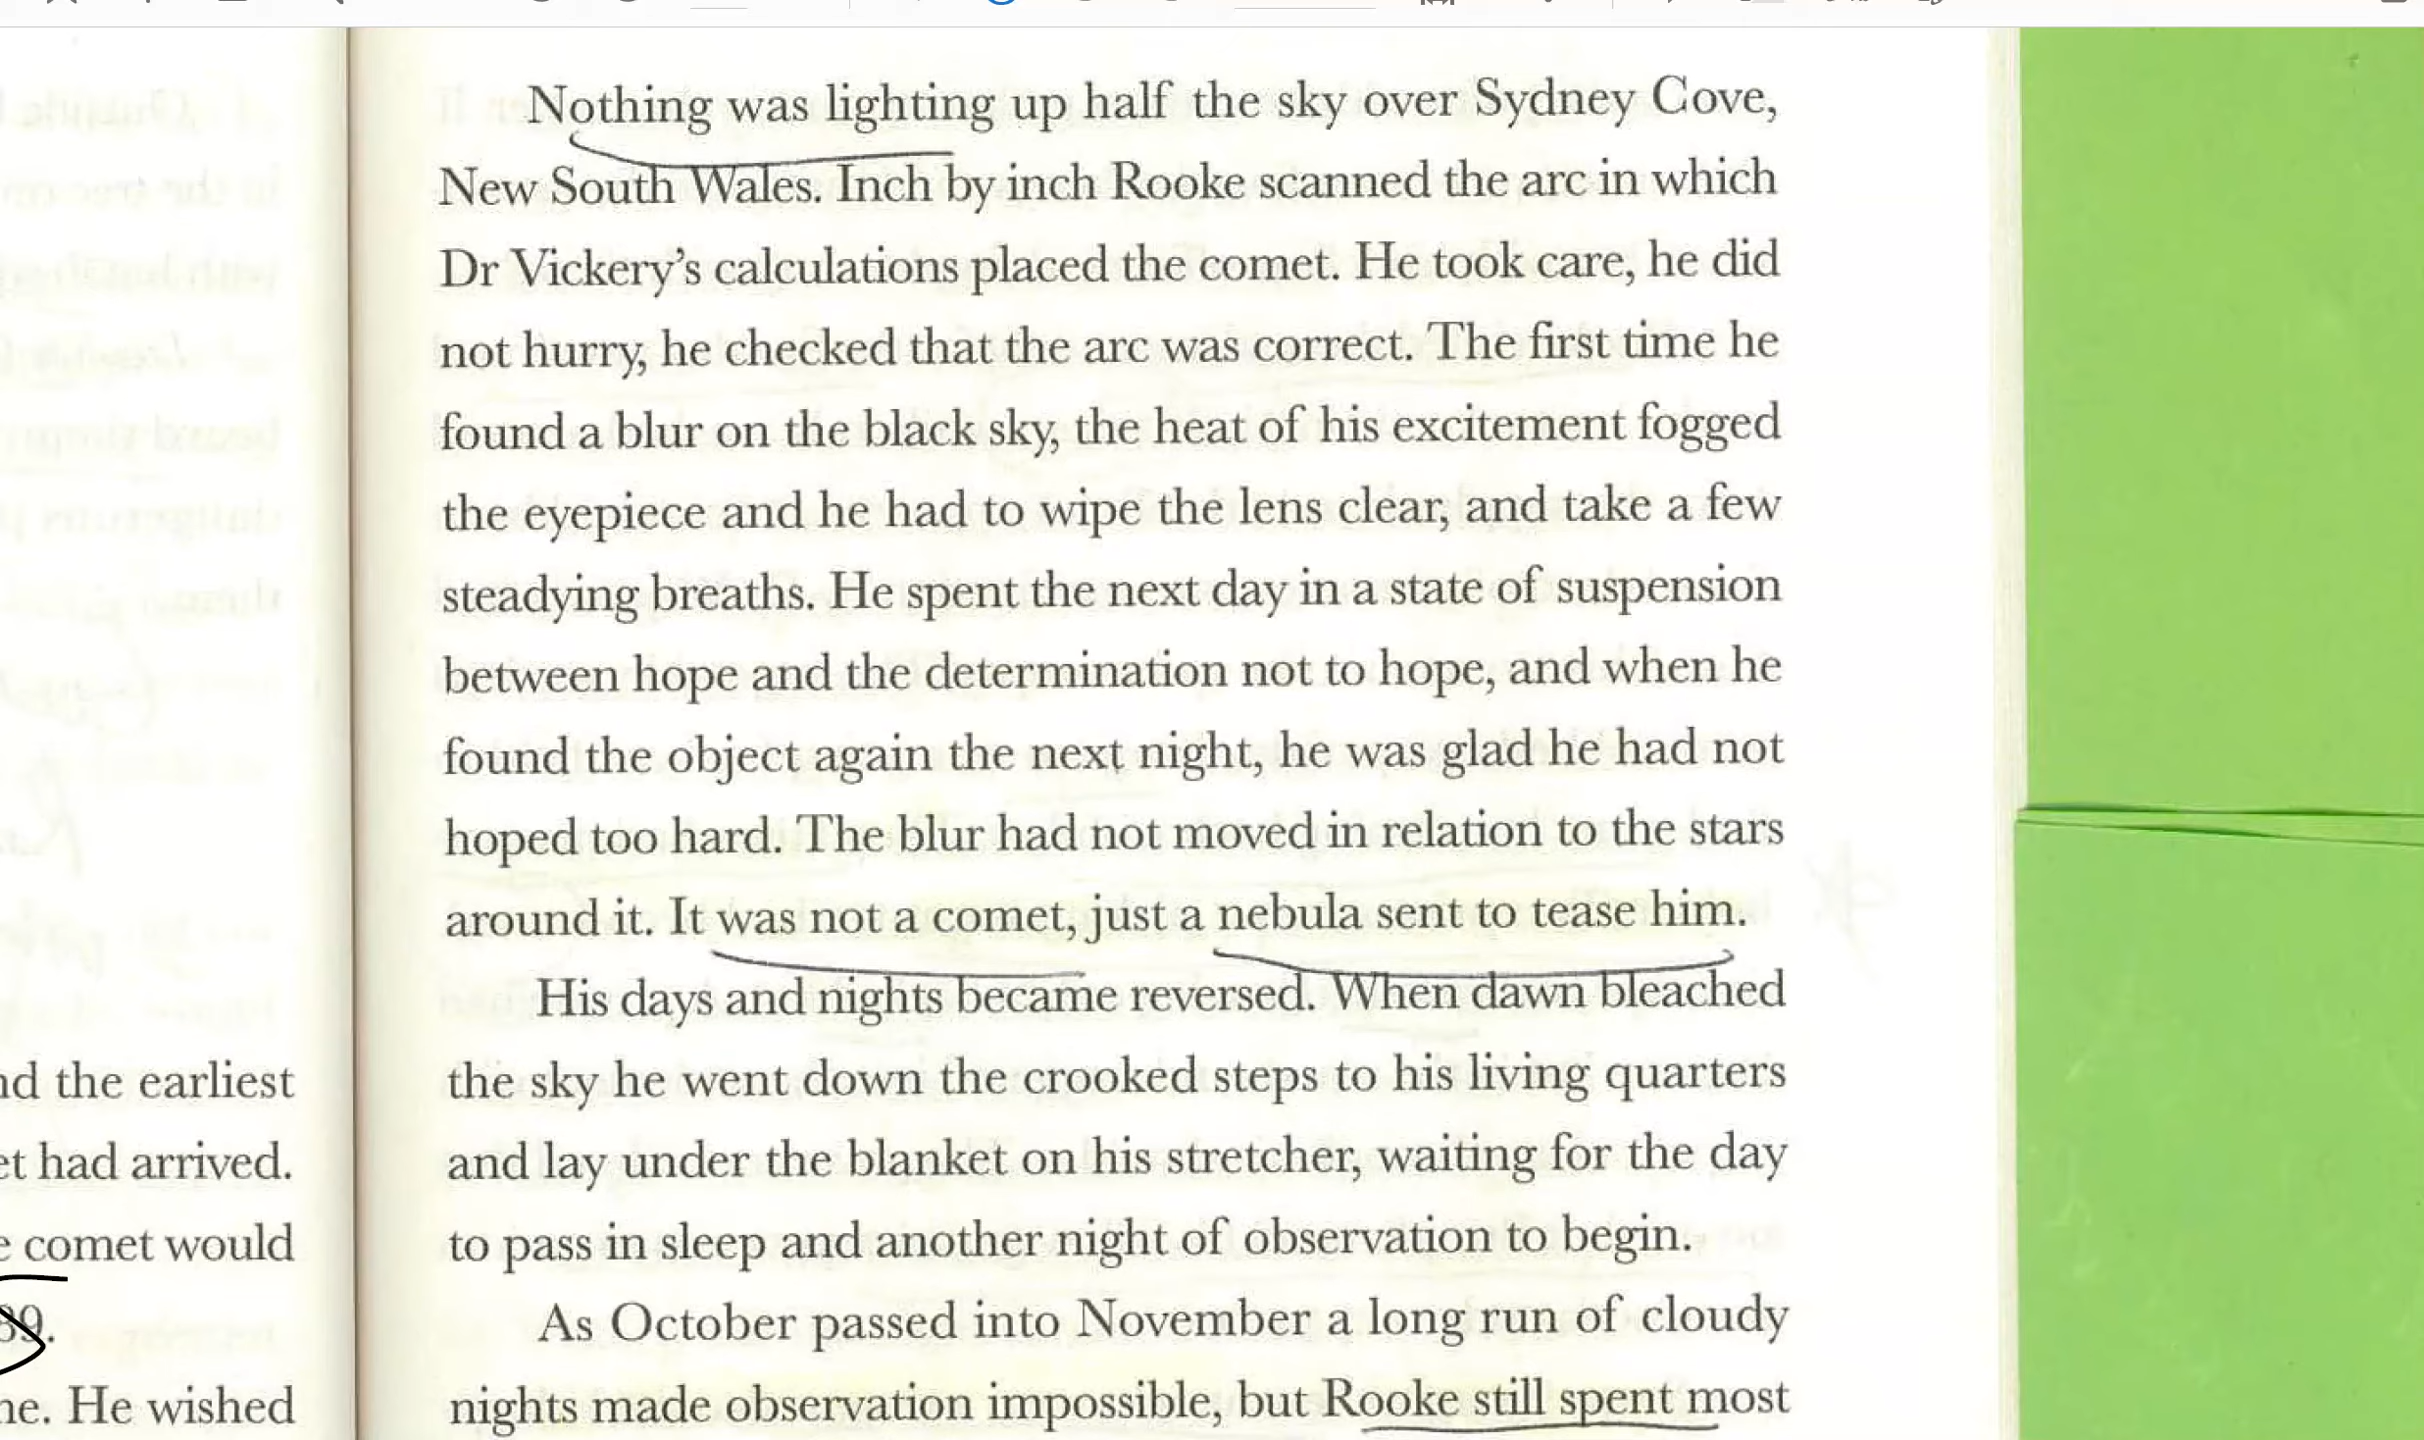 nd the earliest
et had arrived.
e comet would
39.
ne. He wished
Nothing was lighting up half the sky over Sydney Cove,
New South Wales. Inch by inch Rooke scanned the arc in which
Dr Vickery’s calculations placed the comet. He took care, he did
not hurry, he checked that the arc was correct. The first time he
found a blur on the black sky, the heat of his excitement fogged
the eyepiece and he had to wipe the lens clear, and take a few
steadying breaths. He spent the next day in a state of suspension
between hope and the determination not to hope, and when he
found the object again the next night, he was glad he had not
hoped too hard. The blur had not moved in relation to the stars
around it. It was not a comet, just a nebula sent to tease him.
His days and nights became reversed. When dawn bleached
the sky he went down the crooked steps to his living quarters
and lay under the blanket on his stretcher, waiting for the day
to pass in sleep and another night of observation to begin.
As October passed into November a long run of cloudy
nights made observation impossible, but Rooke still spent most